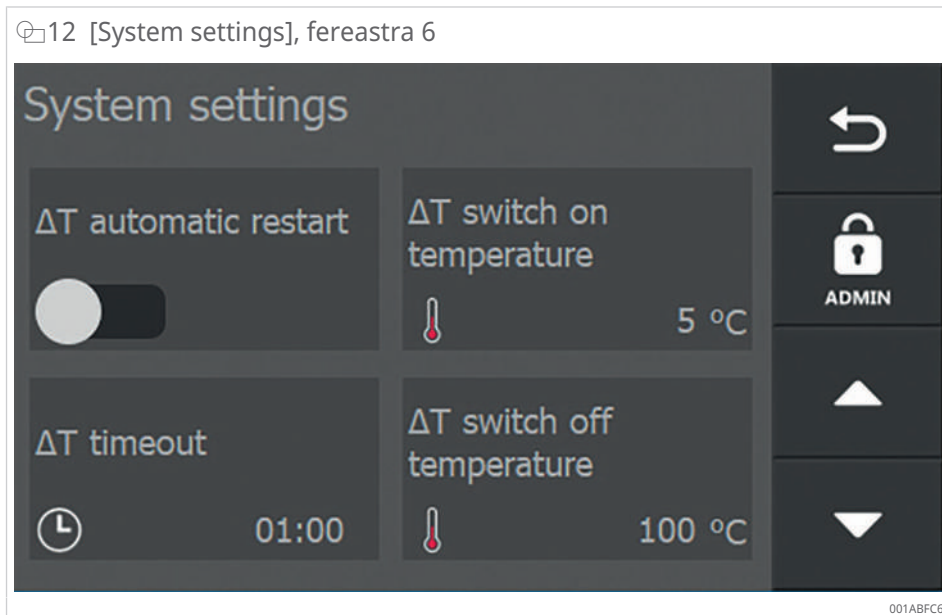 12 [System settings], fereastra 6
System settings
ΔT automatic restart
ΔT switch on
temperature
5 °C
ADMIN
ΔT timeout
01:00
ΔT switch off
temperature
100 °C
001ABFC6